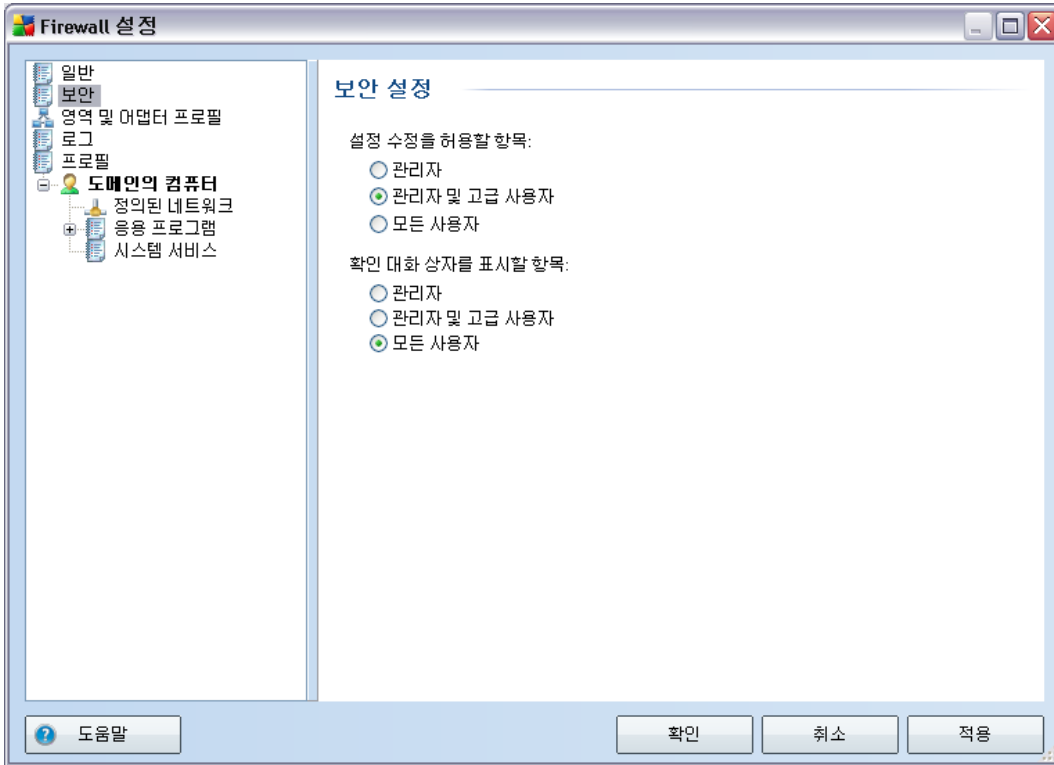 Firewall 설정
일반
보안
영역 및 어댑터 프로필
로그
프로필
도메인의 컴퓨터
정의된 네트워크
응용 프로그램
시스템 서비스
보안 설정
설정 수정을 허용할 항목:
관리자
관리자 및 고급 사용자
모든 사용자
확인 대화 상자를 표시할 항목:
관리자
관리자 및 고급 사용자
모든 사용자
도움말
확인
취소
적용